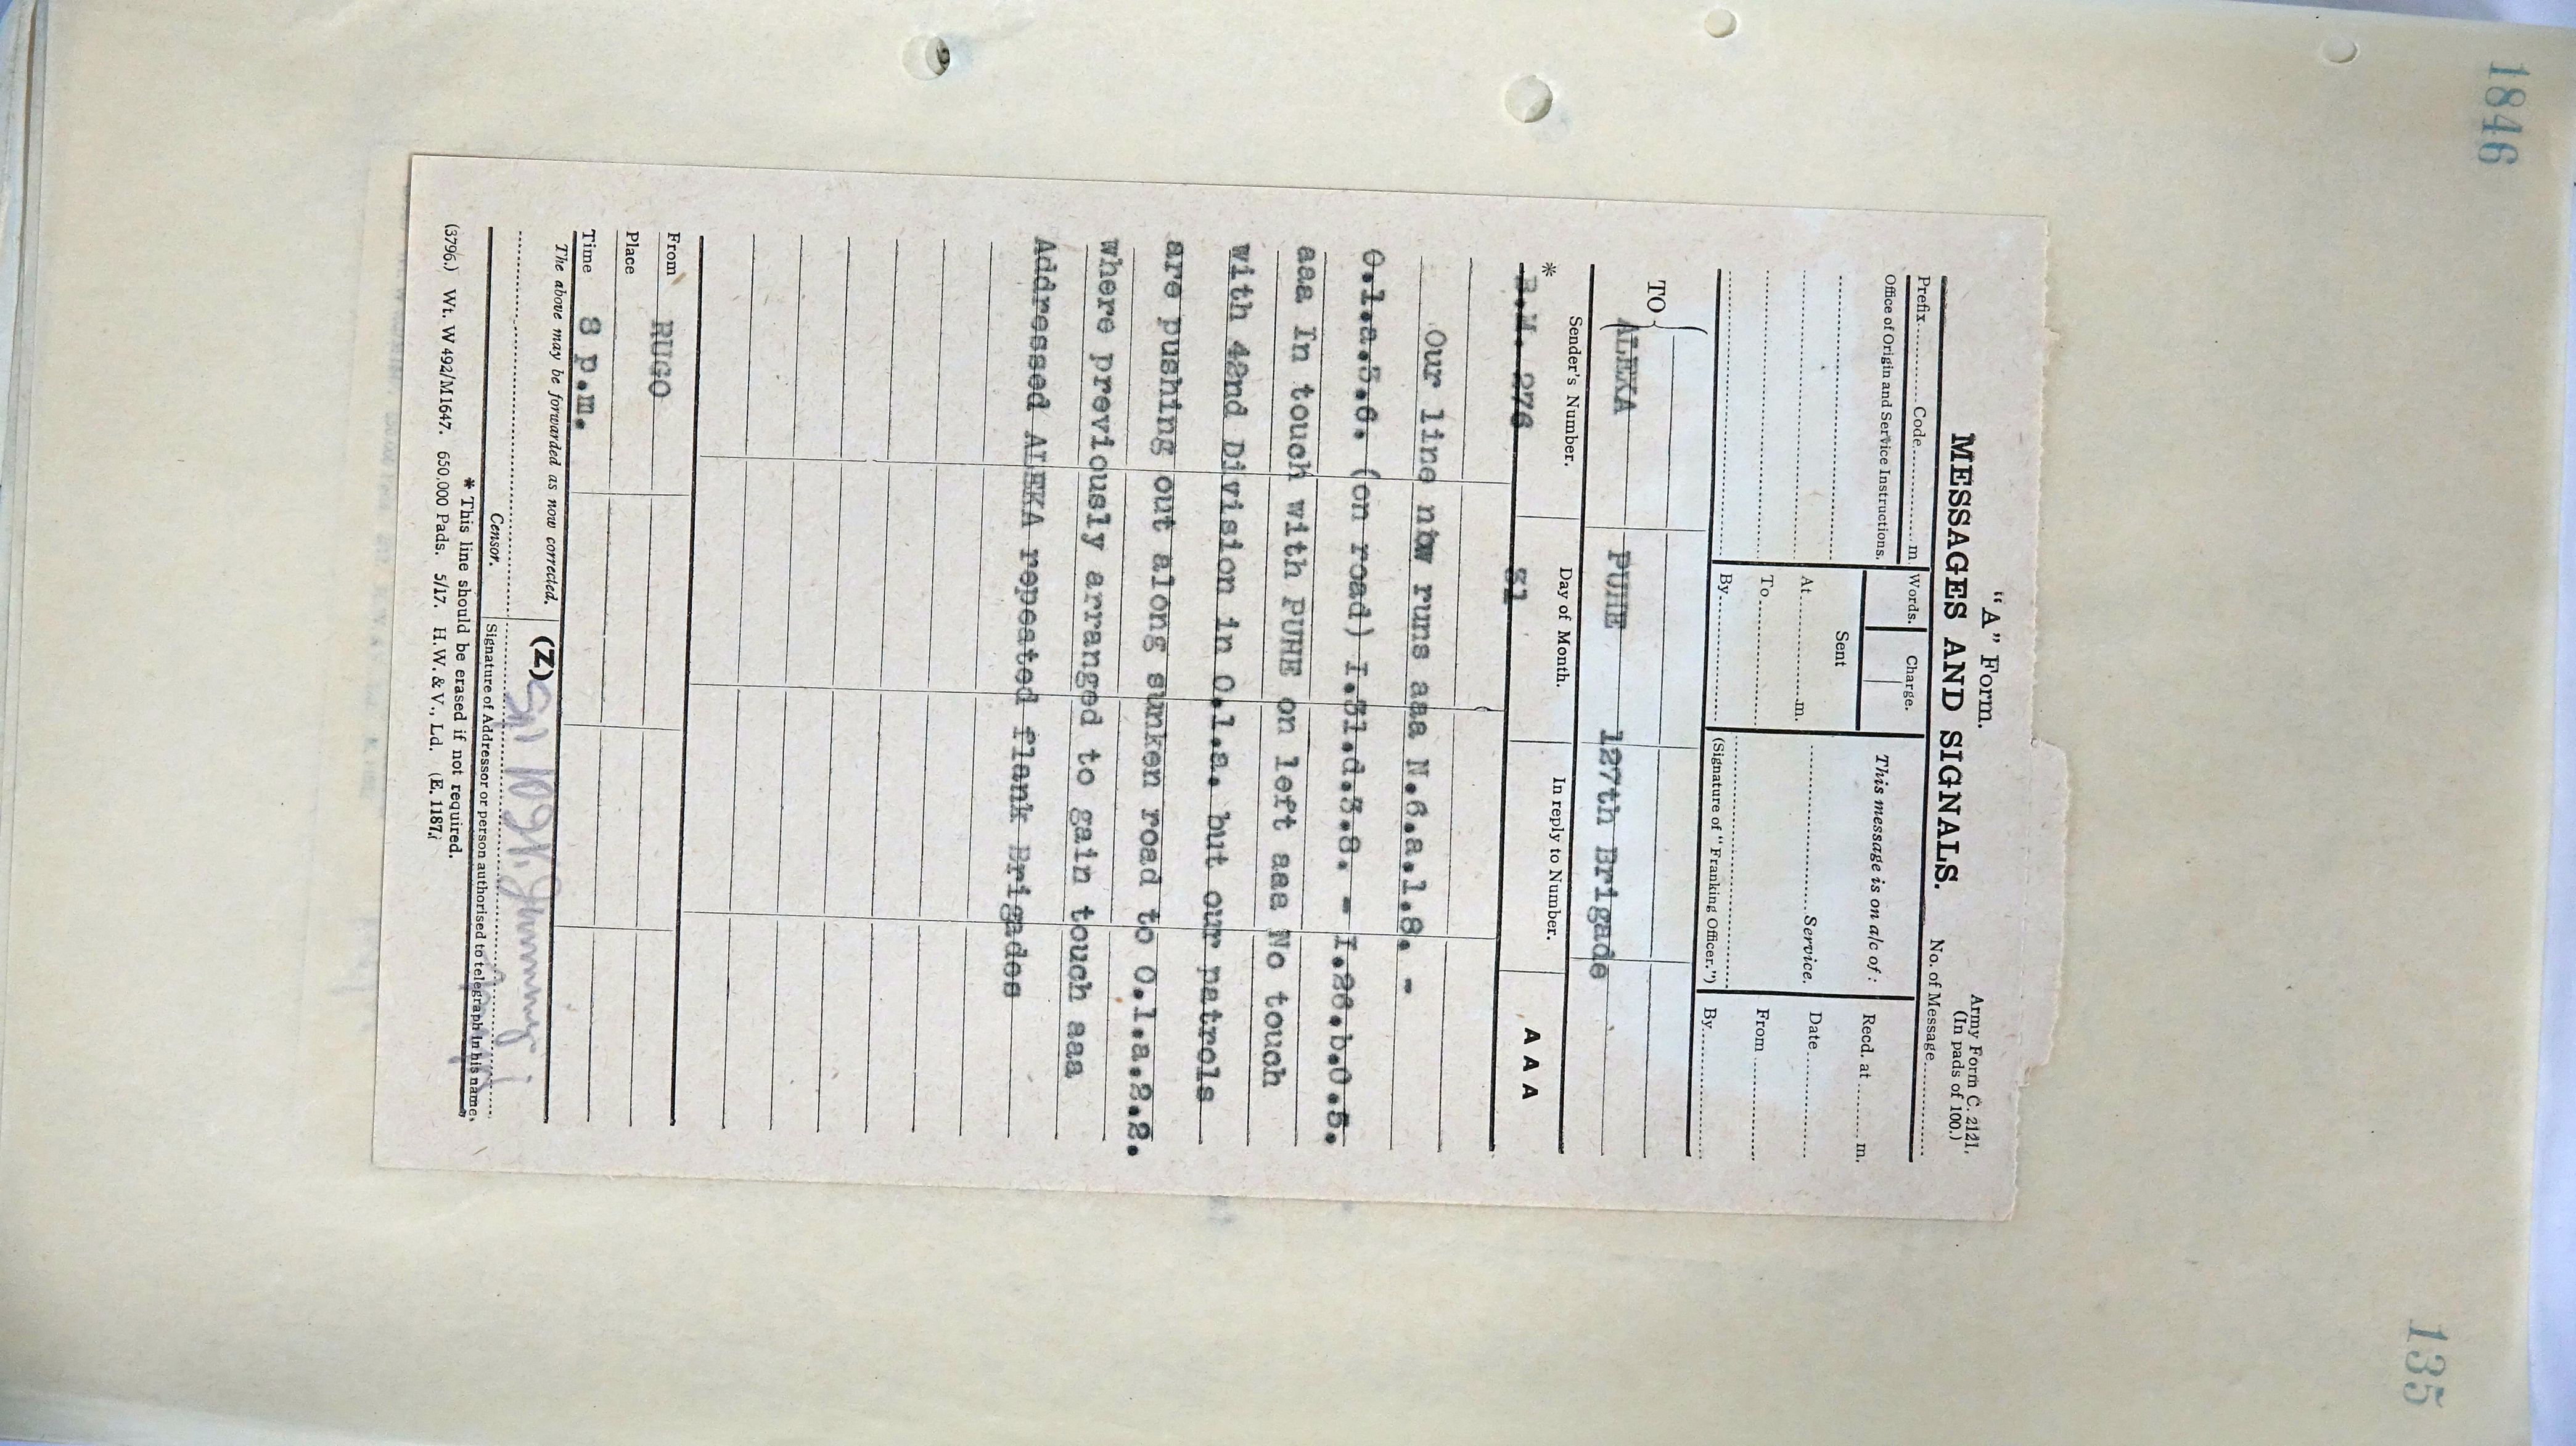 1846
135
"A" Form.
Army Form C. 2121.
(In pads of 100.)
MESSAGES AND SIGNALS.
No. of Message
Prefix Code m.
Office of Origin and Service Instructions.
Words. Charge.
Sent
At m.
To
By
This message is on a/c of :
Service.
(Signature of "Franking Officer.")
Recd. at m.
Date
From
By
TO ALEKA PUHE 127th Brigade
* Sender's Number. Day of Month. In reply to Number. AAA
B.M. 276 31
Our line now runs aaa N.6.a.1.8. -
O.1.a.5.6. (on road) I.31.d.3.8. - I.26.b.0.5.
aaa In touch with PUHE on left aaa No touch
with 42nd Division in O.1.a. but our patrols
are pushing out along sunken road to O.1.a.2.2.
where previously arranged to gain touch aaa
Addressed ALEKA repeated flank Brigades
From RUGO
Place
Time 8 p.m.
The above may be forwarded as now corrected. (Z)
Censor. Signature of Addressor or person authorised to telegraph in his name.
* This line should be erased if not required.
(3796.) Wt. W 492/M1647. 650,000 Pads. 5/17. H.W. & V., Ld. (E. 1187.)